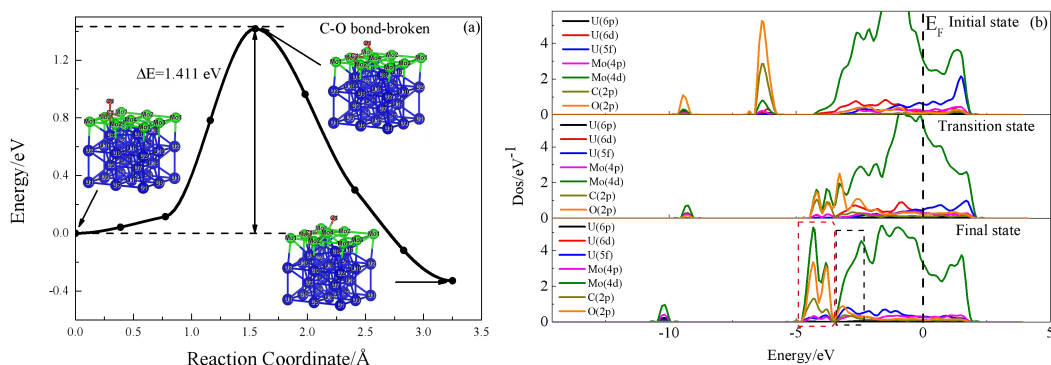 (a)
C-O bond-broken
ΔE=1.411 eV
Energy/eV
1.2
0.8
0.4
0.0
-0.4
0.0
0.5
1.0
1.5
2.0
2.5
3.0
3.5
Reaction Coordinate/Å
(b)
Dos/eV⁻¹
E_F
Initial state
U(6p)
U(6d)
U(5f)
Mo(4p)
Mo(4d)
C(2p)
O(2p)
4
2
0
Transition state
U(6p)
U(6d)
U(5f)
Mo(4p)
Mo(4d)
C(2p)
O(2p)
4
2
0
Final state
U(6p)
U(6d)
U(5f)
Mo(4p)
Mo(4d)
C(2p)
O(2p)
4
2
0
-10
-5
0
5
Energy/eV